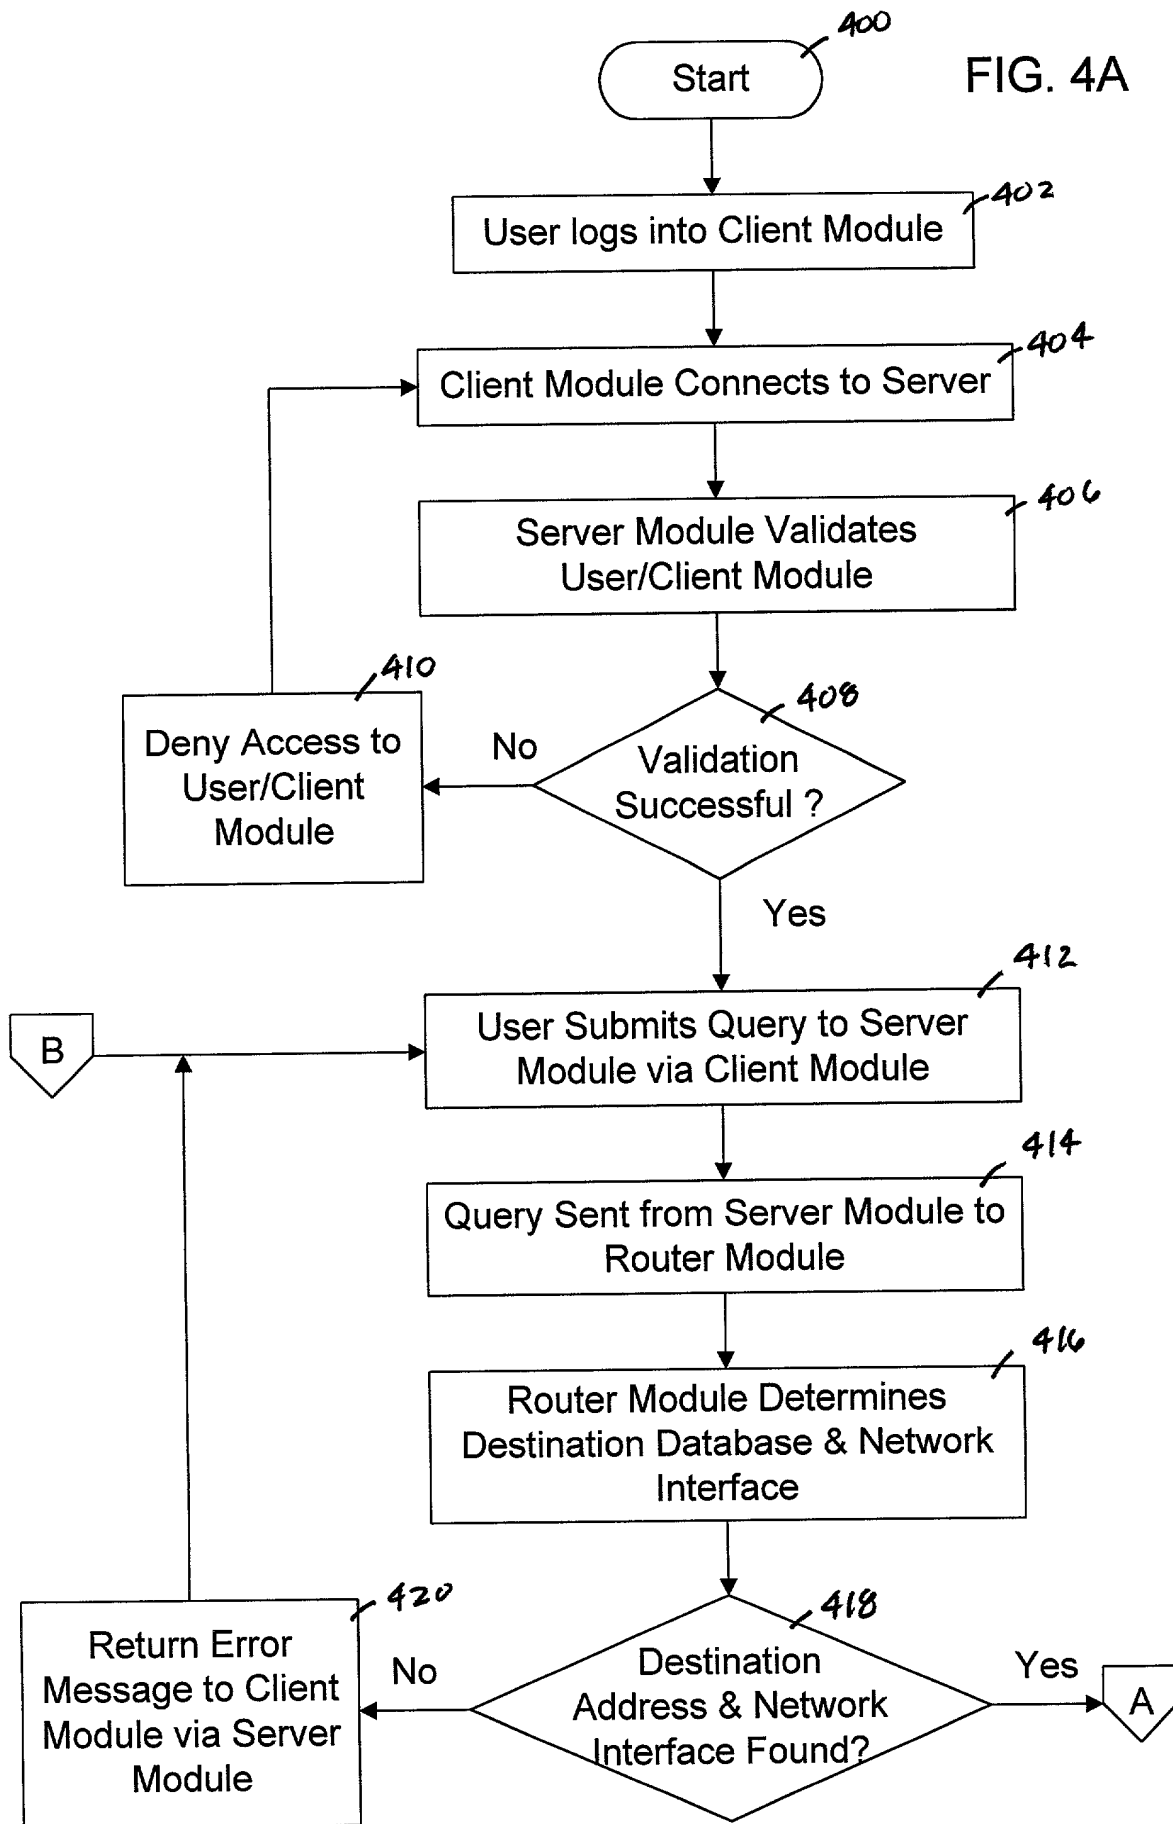 400
Start
FIG. 4A
402
User logs into Client Module
404
Client Module Connects to Server
406
Server Module Validates
User/Client Module
410
408
Deny Access to
User/Client
Module
No
Validation
Successful ?
Yes
412
B
User Submits Query to Server
Module via Client Module
414
Query Sent from Server Module to
Router Module
416
Router Module Determines
Destination Database & Network
Interface
420
418
Return Error
Message to Client
Module via Server
Module
No
Destination
Address & Network
Interface Found?
Yes
A